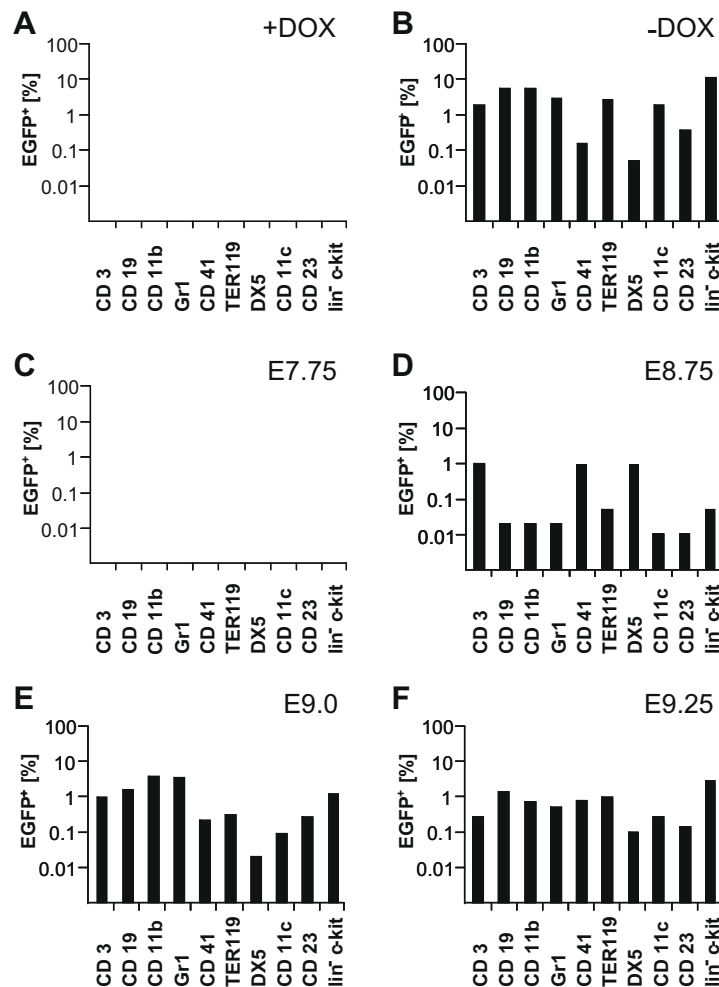 A +DOX
EGFP⁺ [%]
100
10
1
0.1
0.01
CD 3
CD 19
CD 11b
Gr1
CD 41
TER119
DX5
CD 11c
CD 23
lin⁻ c-kit
B -DOX
EGFP⁺ [%]
100
10
1
0.1
0.01
CD 3
CD 19
CD 11b
Gr1
CD 41
TER119
DX5
CD 11c
CD 23
lin⁻ c-kit
C E7.75
EGFP⁺ [%]
100
10
1
0.1
0.01
CD 3
CD 19
CD 11b
Gr1
CD 41
TER119
DX5
CD 11c
CD 23
lin⁻ c-kit
D E8.75
EGFP⁺ [%]
100
10
1
0.1
0.01
CD 3
CD 19
CD 11b
Gr1
CD 41
TER119
DX5
CD 11c
CD 23
lin⁻ c-kit
E E9.0
EGFP⁺ [%]
100
10
1
0.1
0.01
CD 3
CD 19
CD 11b
Gr1
CD 41
TER119
DX5
CD 11c
CD 23
lin⁻ c-kit
F E9.25
EGFP⁺ [%]
100
10
1
0.1
0.01
CD 3
CD 19
CD 11b
Gr1
CD 41
TER119
DX5
CD 11c
CD 23
lin⁻ c-kit